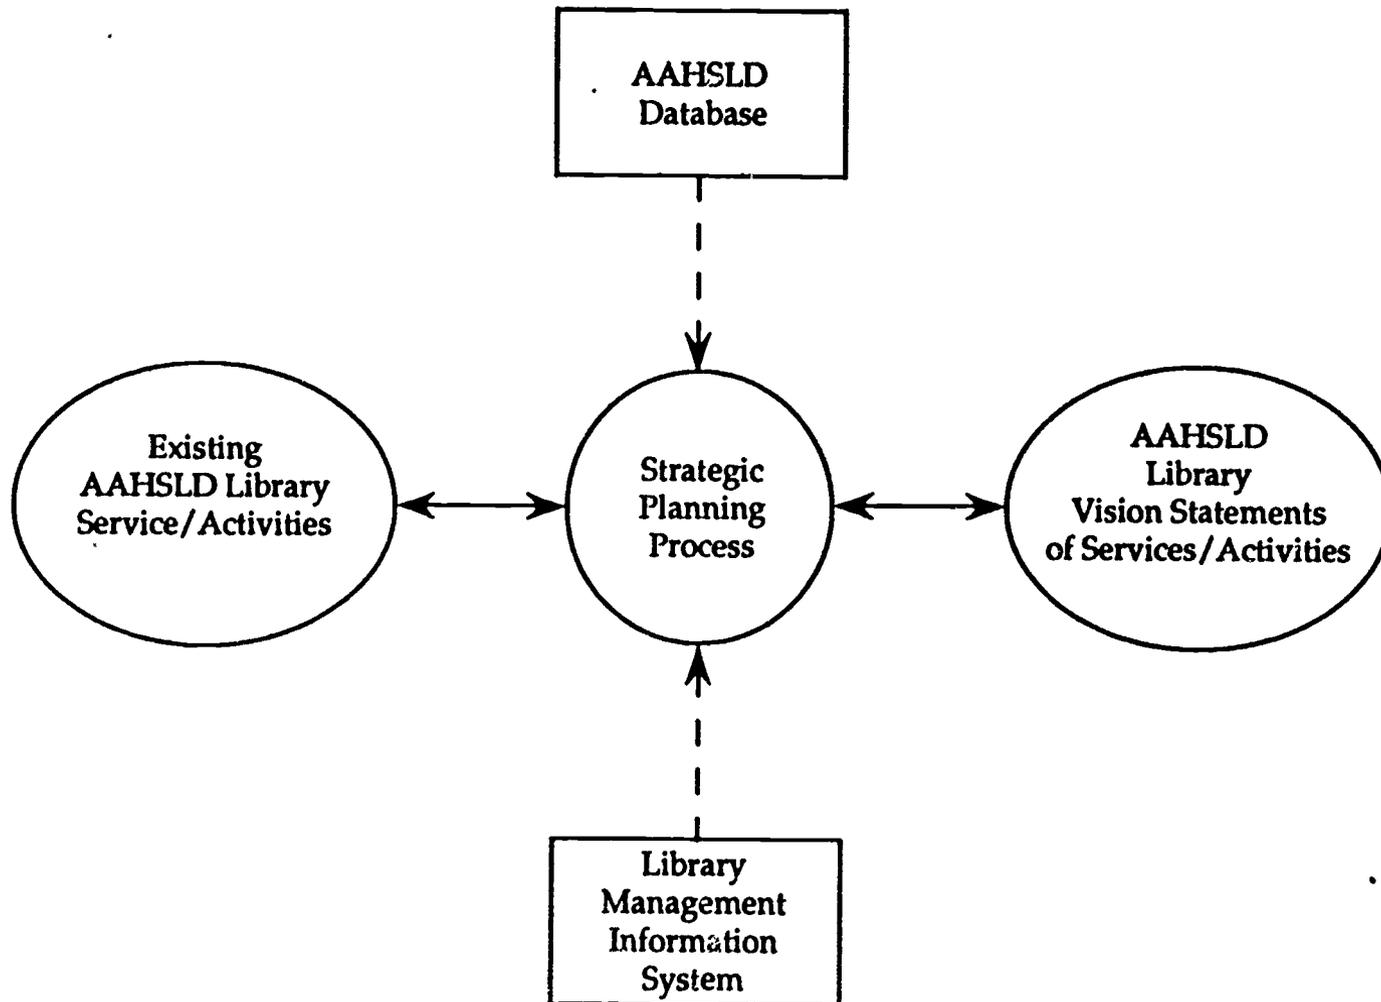 AAHSLD
Database
Existing
AAHSLD Library
Service/Activities
Strategic
Planning
Process
AAHSLD
Library
Vision Statements
of Services/Activities
Library
Management
Information
System